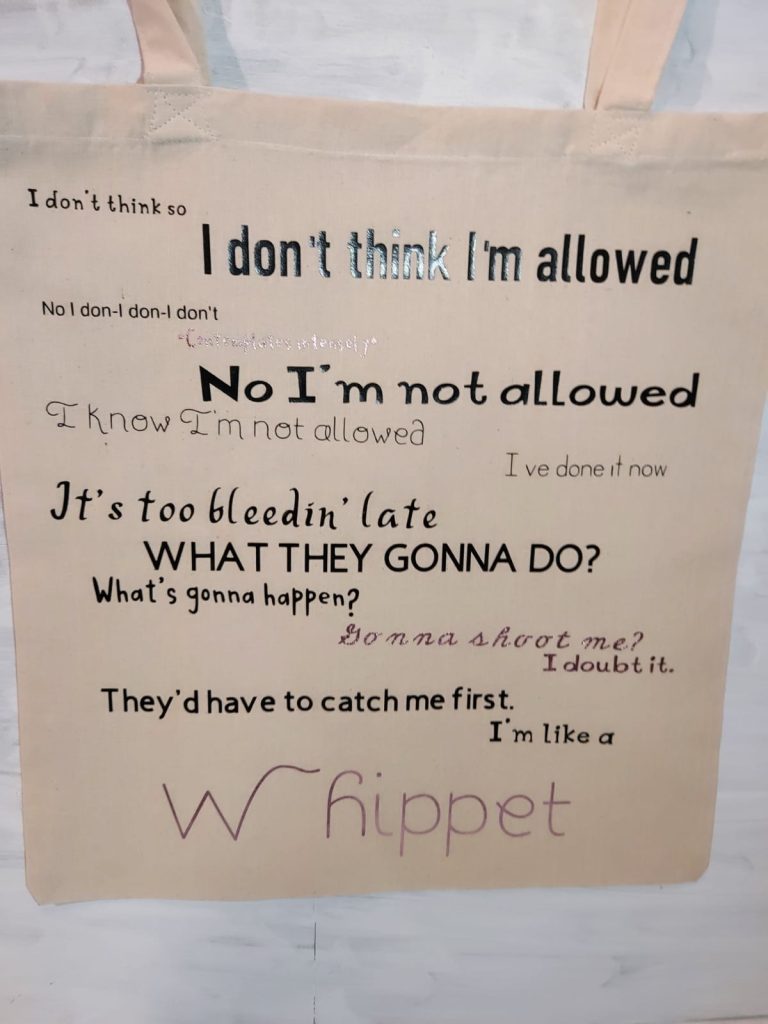 I don't think so
I don't think I'm allowed
No I don-I don-I don't
*Contemplates intensely*
No I'm not allowed
I know I'm not allowed
I've done it now
It's too bleedin' late
WHAT THEY GONNA DO?
What's gonna happen?
Gonna shoot me?
I doubt it.
They'd have to catch me first.
I'm like a
Whippet